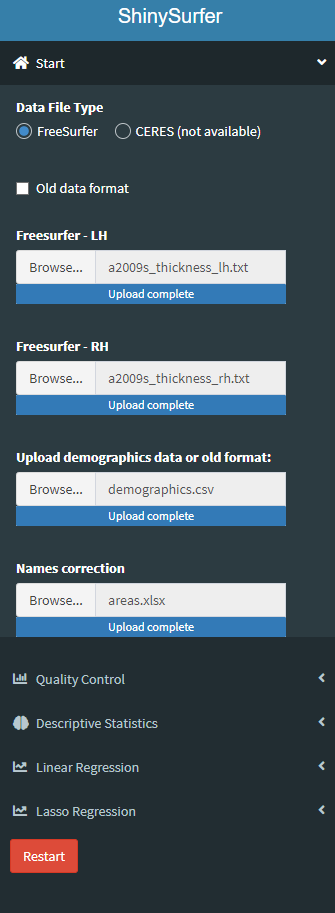 ShinySurfer
Start
Data File Type
FreeSurfer CERES (not available)
Old data format
Freesurfer - LH
Browse... a2009s_thickness_lh.txt
Upload complete
Freesurfer - RH
Browse... a2009s_thickness_rh.txt
Upload complete
Upload demographics data or old format:
Browse... demographics.csv
Upload complete
Names correction
Browse... areas.xlsx
Upload complete
Quality Control
Descriptive Statistics
Linear Regression
Lasso Regression
Restart